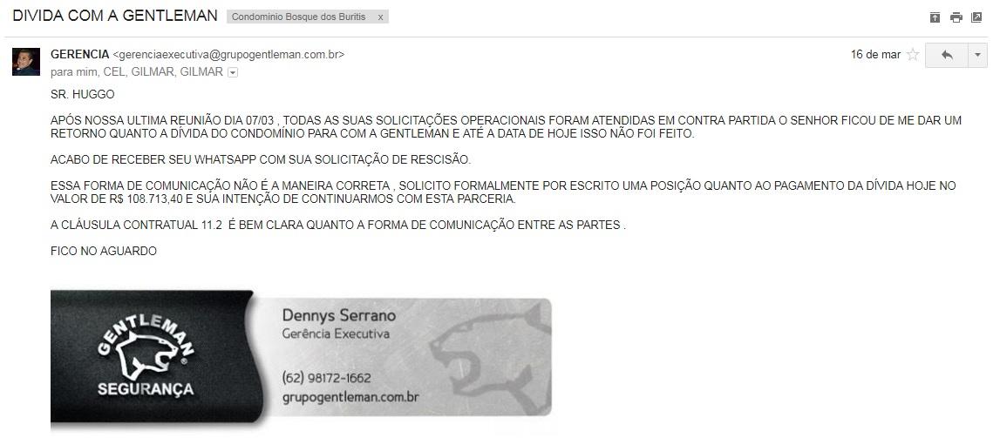 DIVIDA COM A GENTLEMAN Condominio Bosque dos Buritis x
GERENCIA <gerenciaexecutiva@grupogentleman.com.br> 16 de mar
para mim, CEL, GILMAR, GILMAR
SR. HUGGO
APÓS NOSSA ULTIMA REUNIÃO DIA 07/03 , TODAS AS SUAS SOLICITAÇÕES OPERACIONAIS FORAM ATENDIDAS EM CONTRA PARTIDA O SENHOR FICOU DE ME DAR UM
RETORNO QUANTO A DÍVIDA DO CONDOMÍNIO PARA COM A GENTLEMAN E ATÉ A DATA DE HOJE ISSO NÃO FOI FEITO.
ACABO DE RECEBER SEU WHATSAPP COM SUA SOLICITAÇÃO DE RESCISÃO.
ESSA FORMA DE COMUNICAÇÃO NÃO É A MANEIRA CORRETA , SOLICITO FORMALMENTE POR ESCRITO UMA POSIÇÃO QUANTO AO PAGAMENTO DA DÍVIDA HOJE NO
VALOR DE R$ 108.713,40 E SUA INTENÇÃO DE CONTINUARMOS COM ESTA PARCERIA.
A CLÁUSULA CONTRATUAL 11.2 É BEM CLARA QUANTO A FORMA DE COMUNICAÇÃO ENTRE AS PARTES .
FICO NO AGUARDO
GENTLEMAN ®
SEGURANÇA
Dennys Serrano
Gerência Executiva
(62) 98172-1662
grupogentleman.com.br